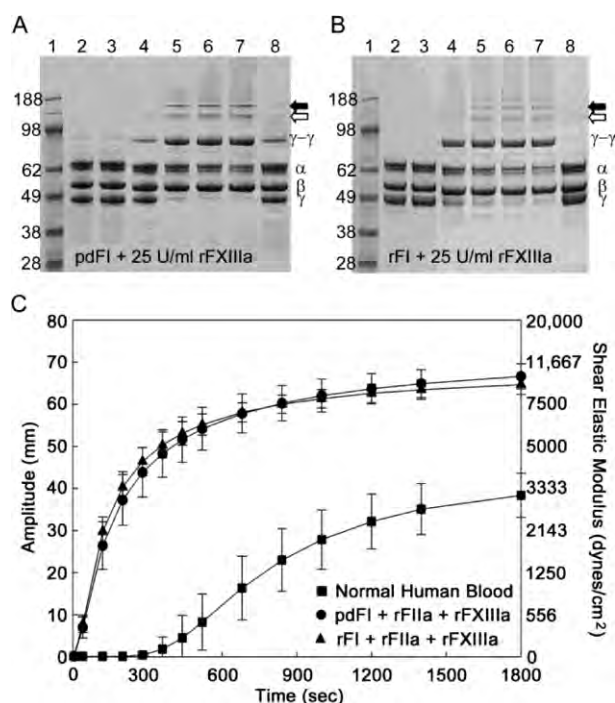 A
B
1 2 3 4 5 6 7 8
1 2 3 4 5 6 7 8
188
98
62
49
38
28
γ–γ
α
β
γ
pdFI + 25 U/ml rFXIIIa
188
98
62
49
38
28
γ–γ
α
β
γ
rFI + 25 U/ml rFXIIIa
C
Amplitude (mm)
80
70
60
50
40
30
20
10
0
20,000
11,667
7500
5000
3333
2143
1250
556
0
Shear Elastic Modulus
(dynes/cm²)
Normal Human Blood
pdFI + rFIIa + rFXIIIa
rFI + rFIIa + rFXIIIa
0 300 600 900 1200 1500 1800
Time (sec)